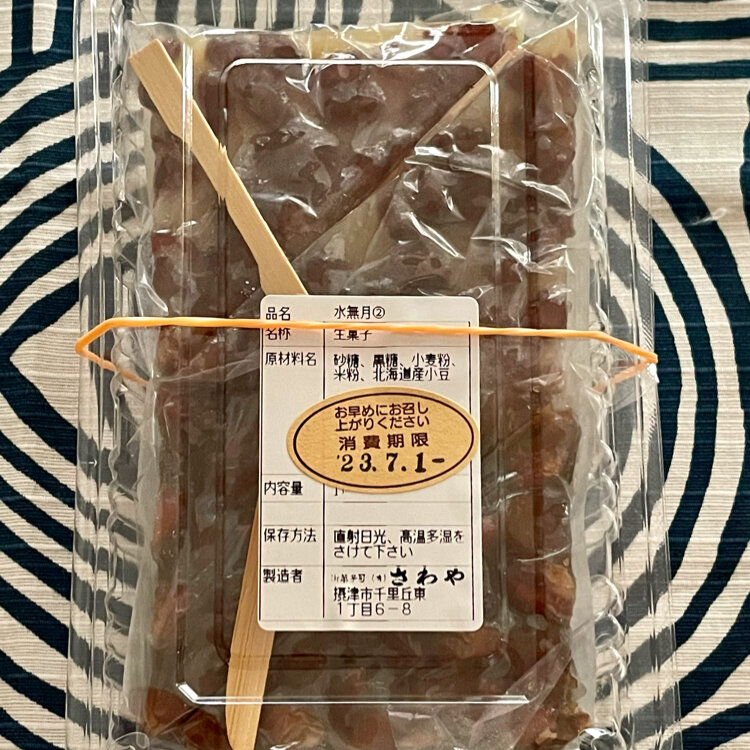 品名 水無月②
名称 生菓子
原材料名 砂糖、黒糖、小麦粉、
米粉、北海道産小豆
お早めにお召し
上がりください
消費期限
'23.7.1-
内容量
保存方法 直射日光、高温多湿を
さけて下さい
製造者 さわや
摂津市千里丘東
1丁目6-8